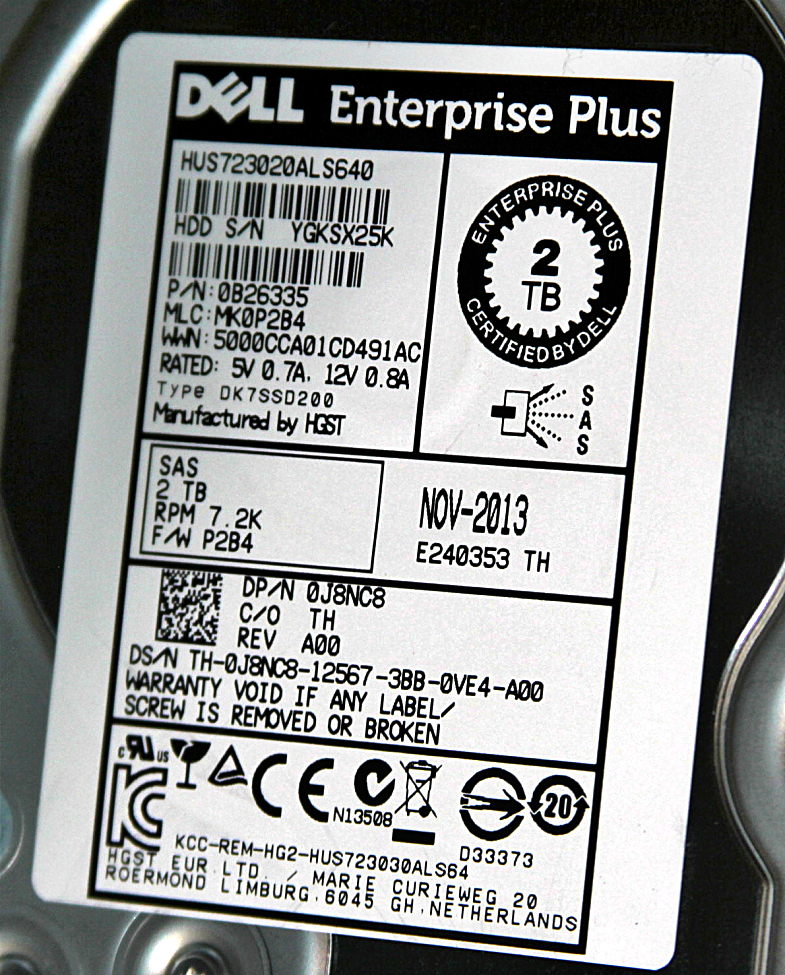 DELL Enterprise Plus
HUS723020ALS640
HDD S/N YGKSX25K
P/N:0B26335
MLC:MK0P2B4
WWN:5000CCA01CD491AC
RATED: 5V 0.7A, 12V 0.8A
Type DK7SSD200
Manufactured by HGST
ENTERPRISE PLUS
2
TB
CERTIFIED BY DELL
S
A
S
SAS
2 TB
RPM 7.2K
F/W P2B4
NOV-2013
E240353 TH
DP/N 0J8NC8
C/O TH
REV A00
DS/N TH-0J8NC8-12567-3BB-0VE4-A00
WARRANTY VOID IF ANY LABEL/
SCREW IS REMOVED OR BROKEN
c RU us
CE
N13508
20
D33373
KC
KCC-REM-HG2-HUS723030ALS64
HGST EUR LTD. / MARIE CURIEWEG 20
ROERMOND LIMBURG,6045 GH,NETHERLANDS